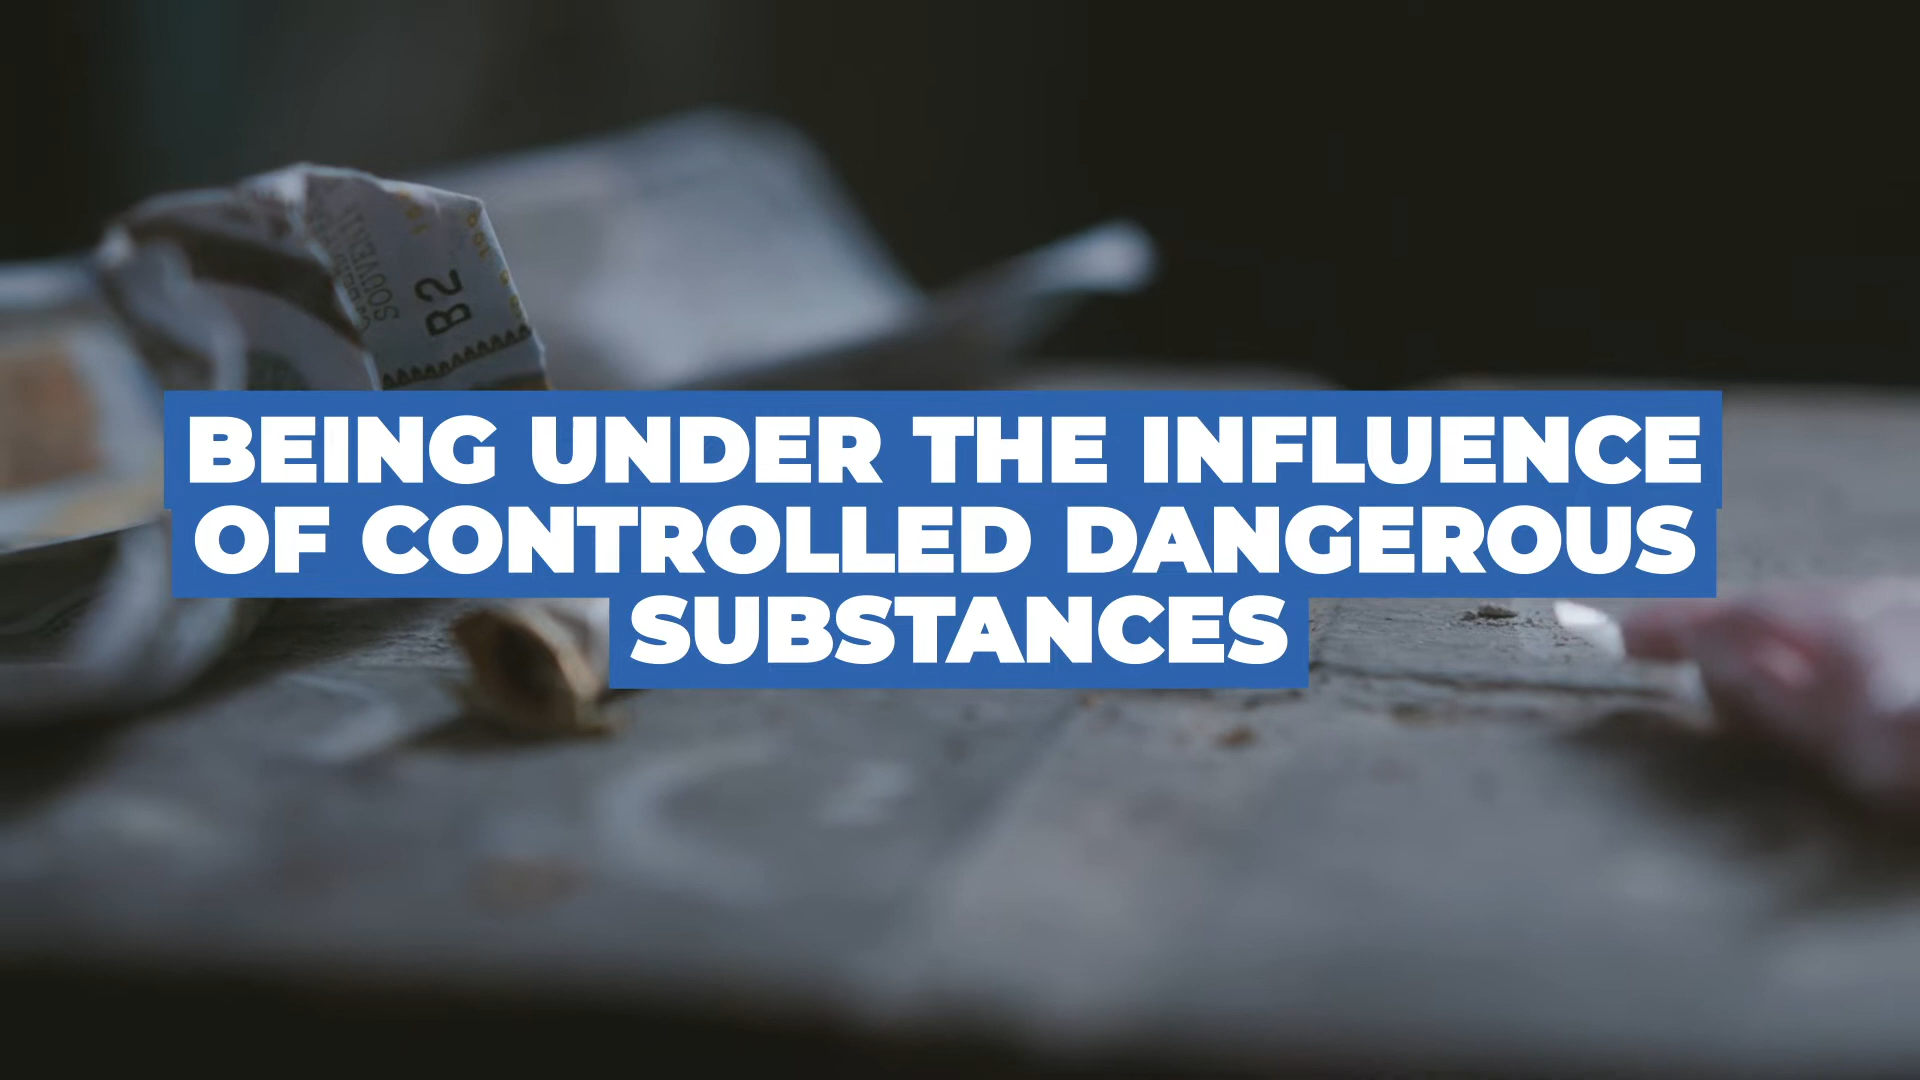 B2
BEING UNDER THE INFLUENCE
OF CONTROLLED DANGEROUS
SUBSTANCES